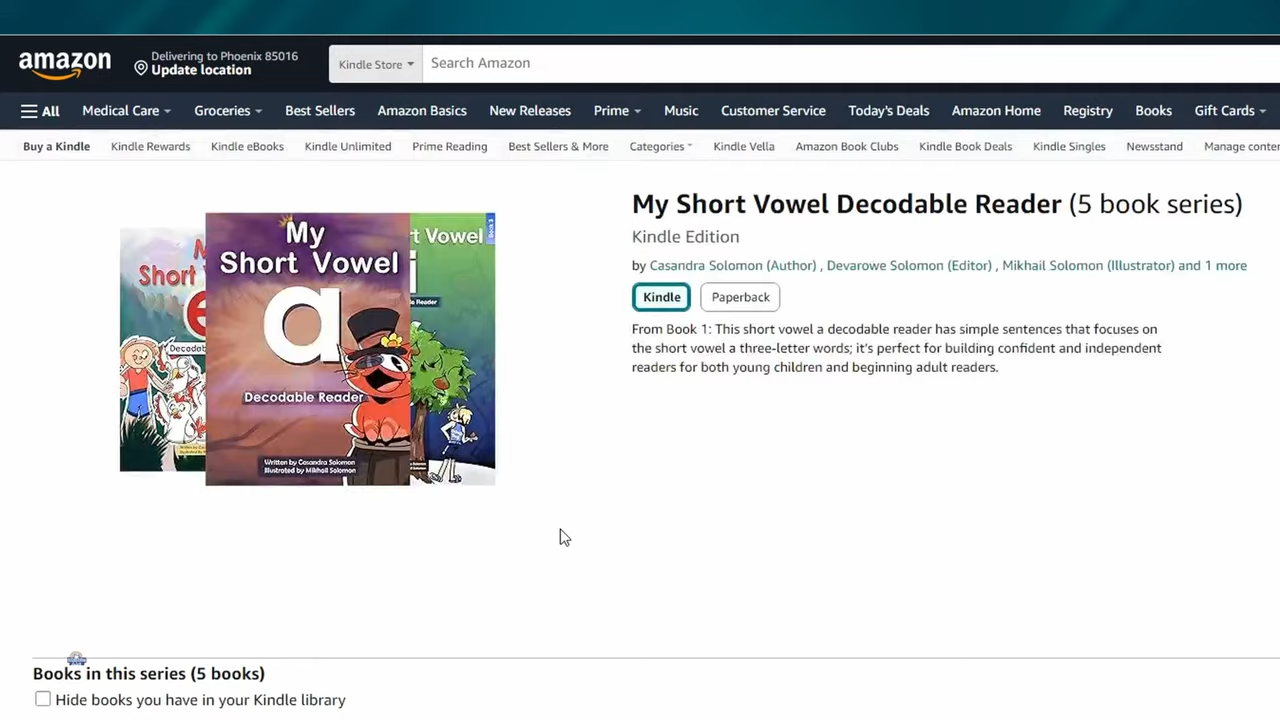 amazon
Delivering to Phoenix 85016
Update location
Kindle Store
Search Amazon
All Medical Care Groceries Best Sellers Amazon Basics New Releases Prime Music Customer Service Today's Deals Amazon Home Registry Books Gift Cards
Buy a Kindle Kindle Rewards Kindle eBooks Kindle Unlimited Prime Reading Best Sellers & More Categories Kindle Vella Amazon Book Clubs Kindle Book Deals Kindle Singles Newsstand Manage conten
My Short Vowel Decodable Reader (5 book series)
Kindle Edition
by Casandra Solomon (Author) , Devarowe Solomon (Editor) , Mikhail Solomon (Illustrator) and 1 more
Kindle Paperback
From Book 1: This short vowel a decodable reader has simple sentences that focuses on
the short vowel a three-letter words; it's perfect for building confident and independent
readers for both young children and beginning adult readers.
Short
e
Decodab
My
Short Vowel
a
Decodable Reader
Written by Casandra Solomon
Illustrated by Mikhail Solomon
rt Vowel
i
Reader
Books in this series (5 books)
Hide books you have in your Kindle library